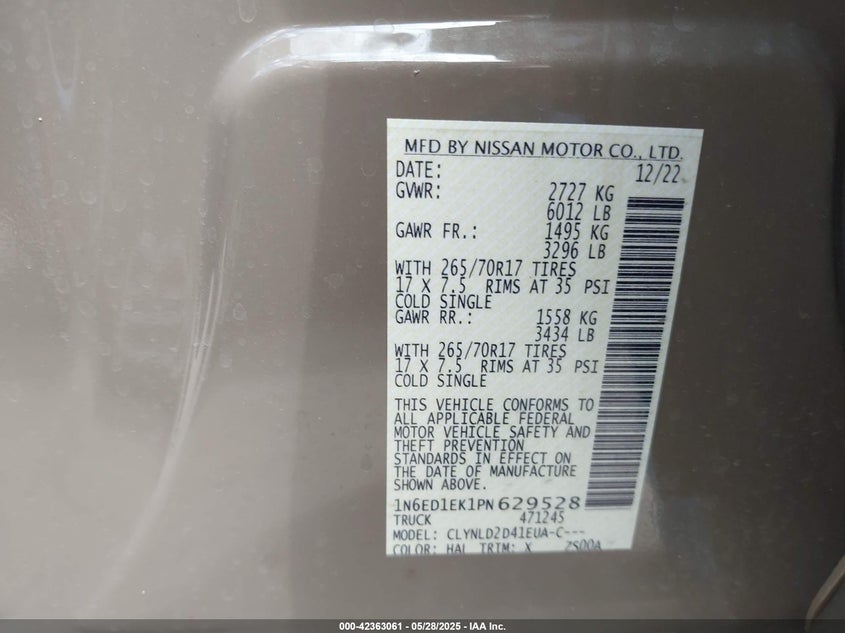 MFD BY NISSAN MOTOR CO., LTD.
DATE: 12/22
GVWR: 2727 KG
6012 LB
GAWR FR.: 1495 KG
3296 LB
WITH 265/70R17 TIRES
17 X 7.5 RIMS AT 35 PSI
COLD SINGLE
GAWR RR.: 1558 KG
3434 LB
WITH 265/70R17 TIRES
17 X 7.5 RIMS AT 35 PSI
COLD SINGLE
THIS VEHICLE CONFORMS TO
ALL APPLICABLE FEDERAL
MOTOR VEHICLE SAFETY AND
THEFT PREVENTION
STANDARDS IN EFFECT ON
THE DATE OF MANUFACTURE
SHOWN ABOVE.
1N6ED1EK1PN629528
TRUCK 471245
MODEL: CLYNLD2D41EUA-C---
COLOR: HAL TRIM: X ZS00A
000-42363061 - 05/28/2025 - IAA Inc.